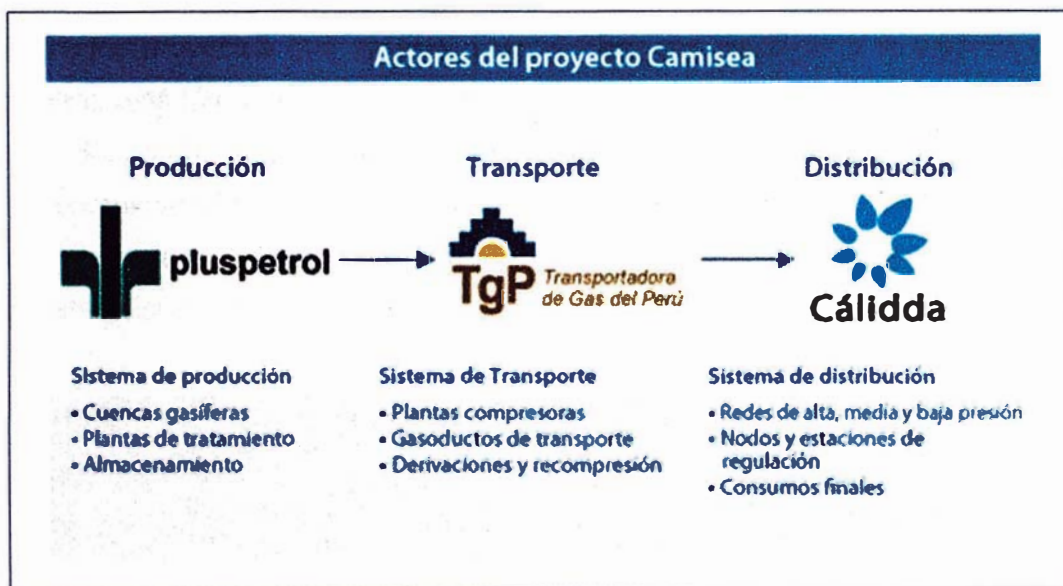 Actores del proyecto Camisea
Producción
pluspetrol
Sistema de producción
• Cuencas gasíferas
• Plantas de tratamiento
• Almacenamiento
Transporte
TgP
Transportadora
de Gas del Perú
Sistema de Transporte
• Plantas compresoras
• Gasoductos de transporte
• Derivaciones y recompresión
Distribución
Cálidda
Sistema de distribución
• Redes de alta, media y baja presión
• Nodos y estaciones de
regulación
• Consumos finales